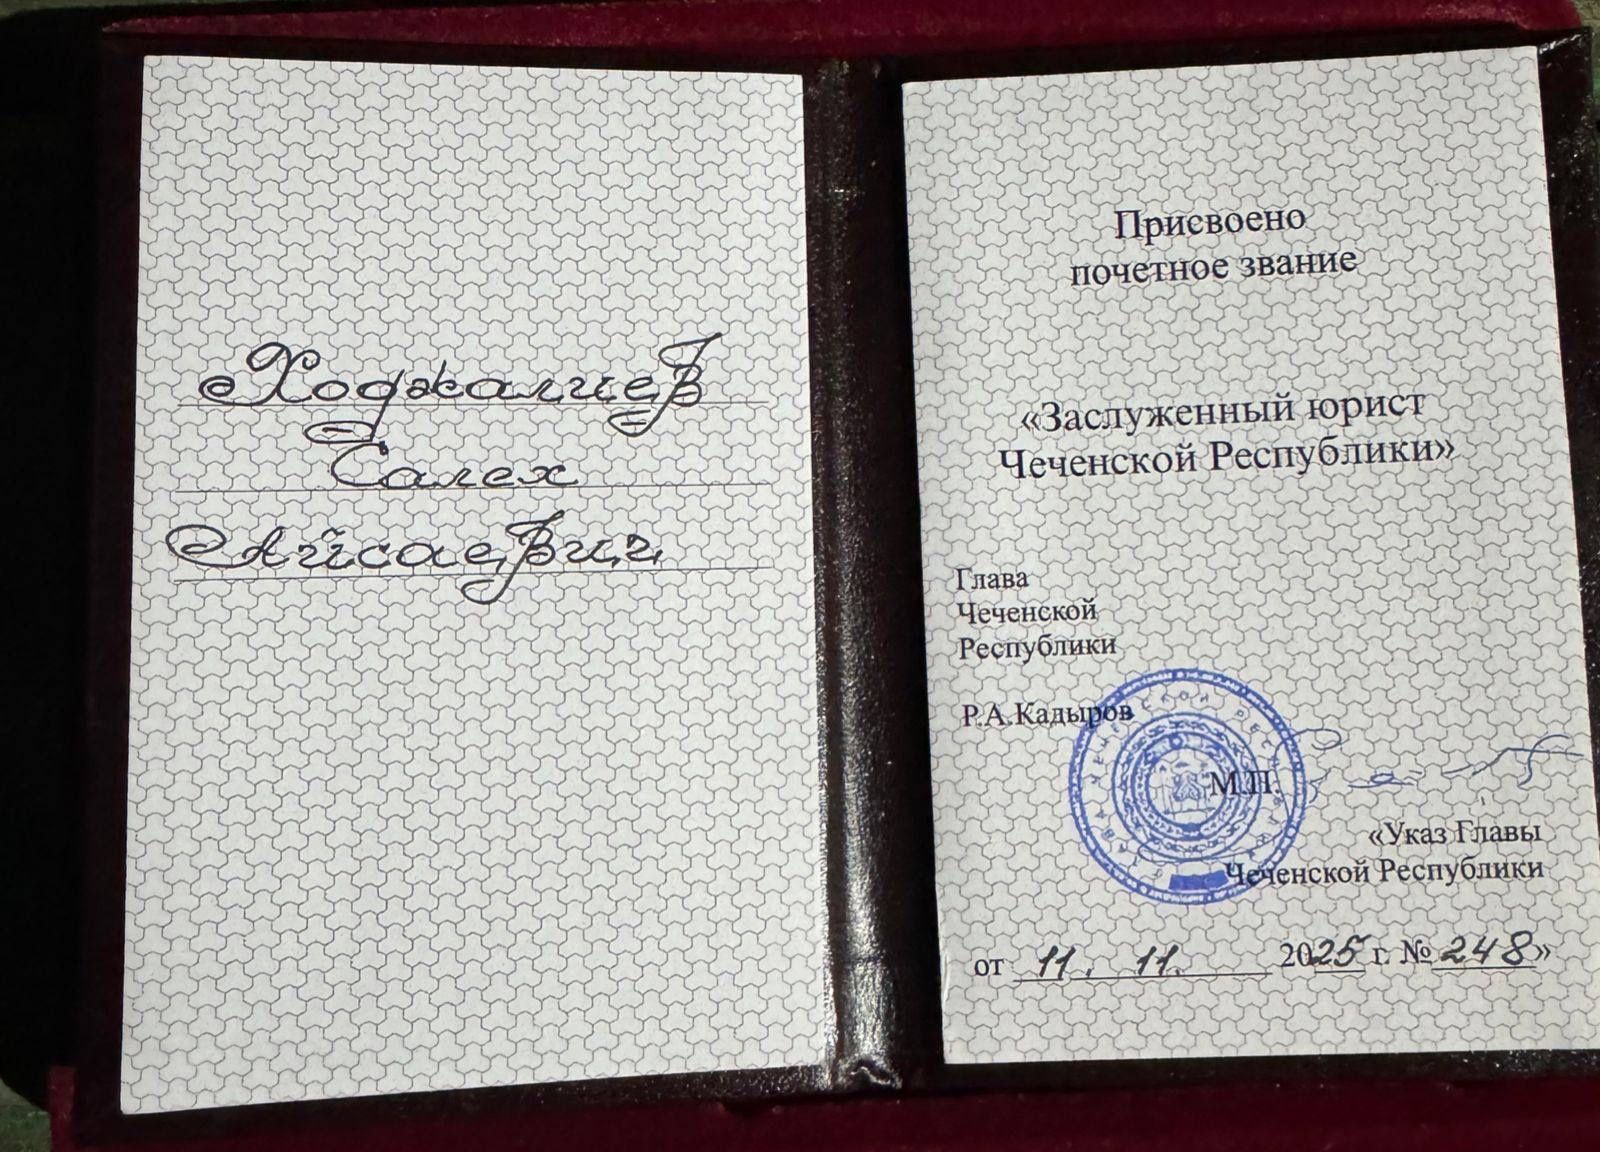 Ходжалиев
Салех
Айсаевич
Присвоено
почетное звание
«Заслуженный юрист
Чеченской Республики»
Глава
Чеченской
Республики
Р.А.Кадыров
М.П.
«Указ Главы
Чеченской Республики
от 11. 11. 2025 г. № 248»